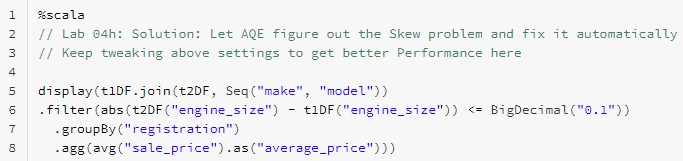 1 %scala
2 // Lab 04h: Solution: Let AQE figure out the Skew problem and fix it automatically
3 // Keep tweaking above settings to get better Performance here
4
5 display(t1DF.join(t2DF, Seq("make", "model"))
6 .filter(abs(t2DF("engine_size") - t1DF("engine_size")) <= BigDecimal("0.1"))
7 .groupBy("registration")
8 .agg(avg("sale_price").as("average_price")))